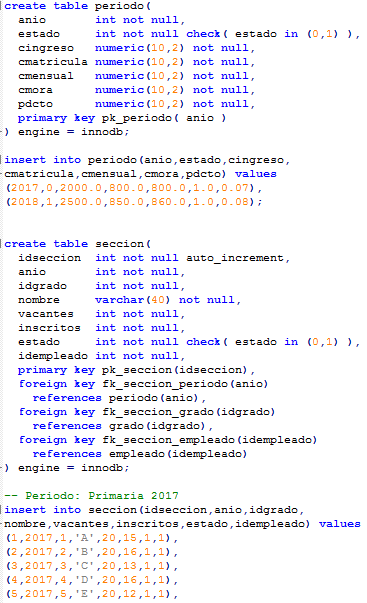 create table periodo(
anio int not null,
estado int not null check( estado in (0,1) ),
cingreso numeric(10,2) not null,
cmatricula numeric(10,2) not null,
cmensual numeric(10,2) not null,
cmora numeric(10,2) not null,
pdcto numeric(10,2) not null,
primary key pk_periodo( anio )
) engine = innodb;
insert into periodo(anio,estado,cingreso,
cmatricula,cmensual,cmora,pdcto) values
(2017,0,2000.0,800.0,800.0,1.0,0.07),
(2018,1,2500.0,850.0,860.0,1.0,0.08);
create table seccion(
idseccion int not null auto_increment,
anio int not null,
idgrado int not null,
nombre varchar(40) not null,
vacantes int not null,
inscritos int not null,
estado int not null check( estado in (0,1) ),
idempleado int not null,
primary key pk_seccion(idseccion),
foreign key fk_seccion_periodo(anio)
references periodo(anio),
foreign key fk_seccion_grado(idgrado)
references grado(idgrado),
foreign key fk_seccion_empleado(idempleado)
references empleado(idempleado)
) engine = innodb;
-- Periodo: Primaria 2017
insert into seccion(idseccion,anio,idgrado,
nombre,vacantes,inscritos,estado,idempleado) values
(1,2017,1,'A',20,15,1,1),
(2,2017,2,'B',20,16,1,1),
(3,2017,3,'C',20,13,1,1),
(4,2017,4,'D',20,16,1,1),
(5,2017,5,'E',20,12,1,1),